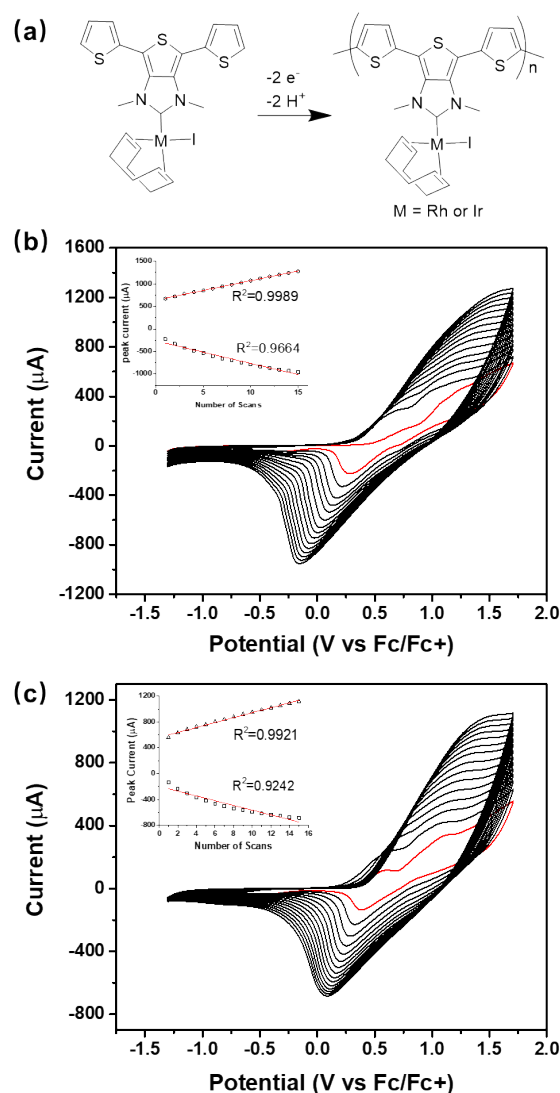 (a)
S
S
S
N
N
M
I
-2 e⁻
-2 H⁺
S
S
S
n
N
N
M
I
M = Rh or Ir
(b)
1600
1200
800
400
0
-400
-800
-1200
Current (μA)
-1.5 -1.0 -0.5 0.0 0.5 1.0 1.5 2.0
Potential (V vs Fc/Fc+)
1500
1000
500
0
-500
-1000
peak current (μA)
R²=0.9989
R²=0.9664
0 5 10 15
Number of Scans
(c)
1200
800
400
0
-400
-800
Current (μA)
-1.5 -1.0 -0.5 0.0 0.5 1.0 1.5 2.0
Potential (V vs Fc/Fc+)
1200
800
400
0
-400
-800
Peak Current (μA)
R²=0.9921
R²=0.9242
0 2 4 6 8 10 12 14 16
Number of Scans